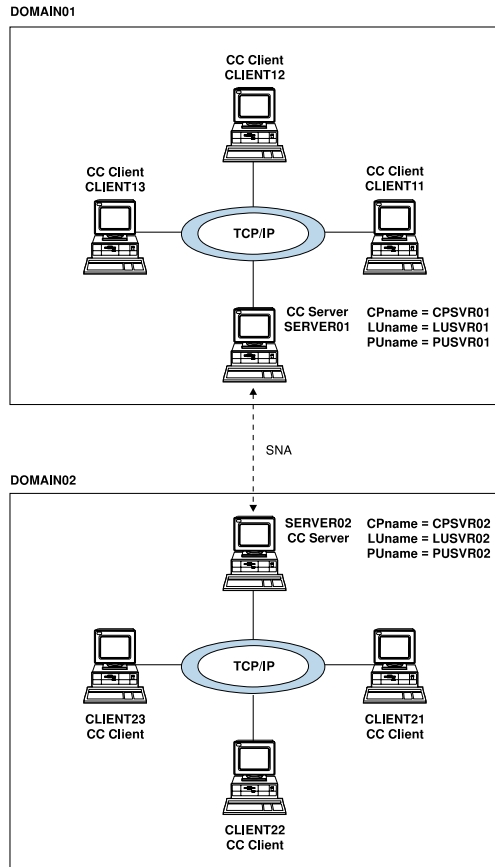 DOMAIN01
CC Client
CLIENT12
CC Client
CLIENT13
CC Client
CLIENT11
TCP/IP
CC Server
SERVER01
CPname = CPSVR01
LUname = LUSVR01
PUname = PUSVR01
SNA
DOMAIN02
SERVER02
CC Server
CPname = CPSVR02
LUname = LUSVR02
PUname = PUSVR02
TCP/IP
CLIENT23
CC Client
CLIENT21
CC Client
CLIENT22
CC Client